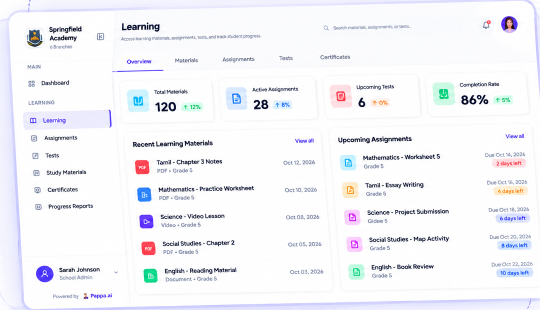 Springfield
Academy
6 Branches
MAIN
Dashboard
LEARNING
Learning
Assignments
Tests
Study Materials
Certificates
Progress Reports
Sarah Johnson
School Admin
Powered by Peppa.ai
Learning
Access learning materials, assignments, tests, and track student progress.
Search materials, assignments, or tests..
Overview
Materials
Assignments
Tests
Certificates
Total Materials
120 ↑ 12%
Active Assignments
28 ↑ 8%
Upcoming Tests
6 ↑ 0%
Completion Rate
86% ↑ 5%
Recent Learning Materials
View all
PDF
Tamil - Chapter 3 Notes
PDF • Grade 5
Oct 12, 2026
Mathematics - Practice Worksheet
PDF • Grade 5
Oct 10, 2026
Science - Video Lesson
Video • Grade 5
Oct 08, 2026
PDF
Social Studies - Chapter 2
PDF • Grade 5
Oct 05, 2026
English - Reading Material
Document • Grade 5
Oct 03, 2026
Upcoming Assignments
View all
Mathematics - Worksheet 5
Grade 5
Due Oct 14, 2026
2 days left
Tamil - Essay Writing
Grade 5
Due Oct 16, 2026
4 days left
Science - Project Submission
Due Oct 18, 2026
6 days left
Social Studies - Map Activity
Grade 5
Due Oct 20, 2026
8 days left
English - Book Review
Grade 5
Due Oct 22, 2026
10 days left